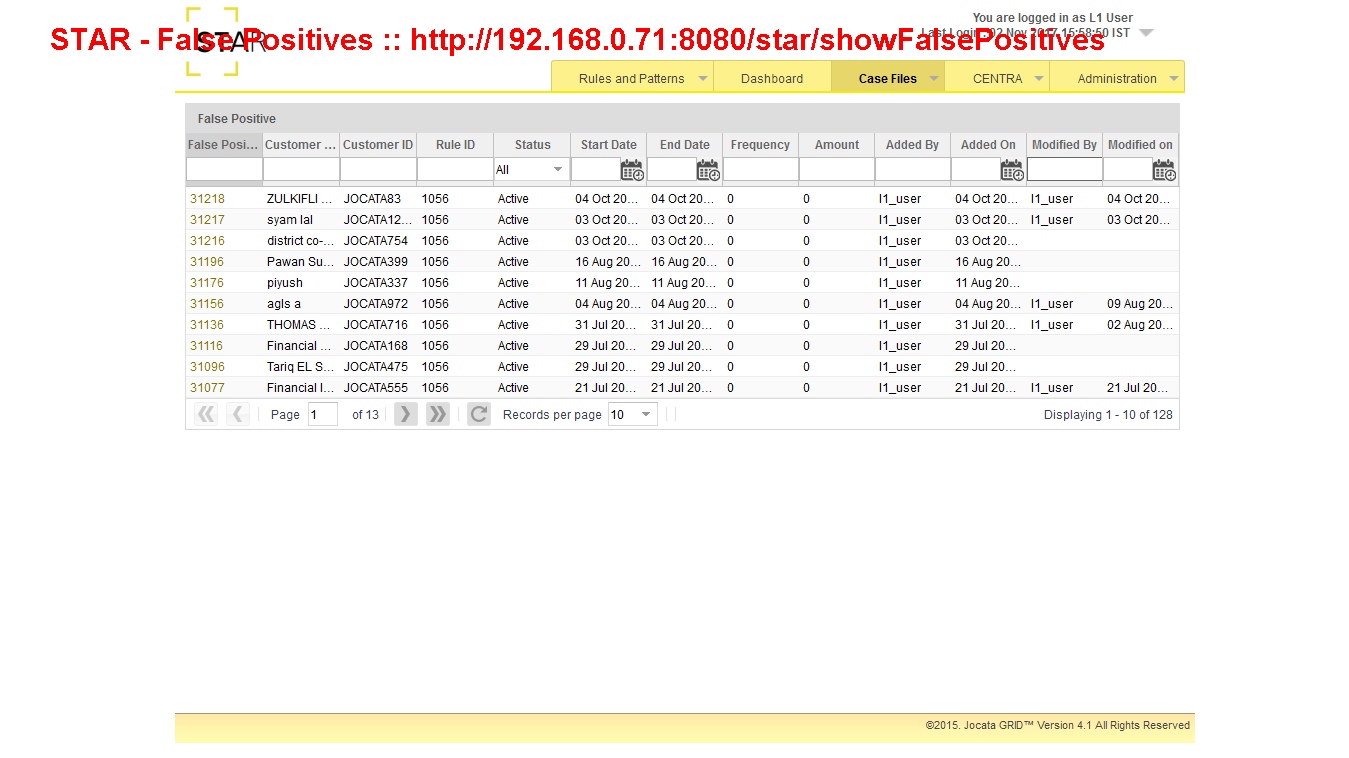 You are logged in as L1 User
STAR
STAR - False Positives :: http://192.168.0.71:8080/star/showFalsePositives
Last Login : 02 Nov 2017 15:58:50 IST
Rules and Patterns Dashboard Case Files CENTRA Administration
False Positive
False Posi... Customer ... Customer ID Rule ID Status Start Date End Date Frequency Amount Added By Added On Modified By Modified on
All
31218 ZULKIFLI ... JOCATA83 1056 Active 04 Oct 20... 04 Oct 20... 0 0 l1_user 04 Oct 20... l1_user 04 Oct 20...
31217 syam lal JOCATA12... 1056 Active 03 Oct 20... 03 Oct 20... 0 0 l1_user 03 Oct 20... l1_user 03 Oct 20...
31216 district co-... JOCATA754 1056 Active 03 Oct 20... 03 Oct 20... 0 0 l1_user 03 Oct 20...
31196 Pawan Su... JOCATA399 1056 Active 16 Aug 20... 16 Aug 20... 0 0 l1_user 16 Aug 20...
31176 piyush JOCATA337 1056 Active 11 Aug 20... 11 Aug 20... 0 0 l1_user 11 Aug 20...
31156 agls a JOCATA972 1056 Active 04 Aug 20... 04 Aug 20... 0 0 l1_user 04 Aug 20... l1_user 09 Aug 20...
31136 THOMAS ... JOCATA716 1056 Active 31 Jul 20... 31 Jul 20... 0 0 l1_user 31 Jul 20... l1_user 02 Aug 20...
31116 Financial ... JOCATA168 1056 Active 29 Jul 20... 29 Jul 20... 0 0 l1_user 29 Jul 20...
31096 Tariq EL S... JOCATA475 1056 Active 29 Jul 20... 29 Jul 20... 0 0 l1_user 29 Jul 20...
31077 Financial I... JOCATA555 1056 Active 21 Jul 20... 21 Jul 20... 0 0 l1_user 21 Jul 20... l1_user 21 Jul 20...
Page 1 of 13 Records per page 10 Displaying 1 - 10 of 128
©2015. Jocata GRID™ Version 4.1 All Rights Reserved